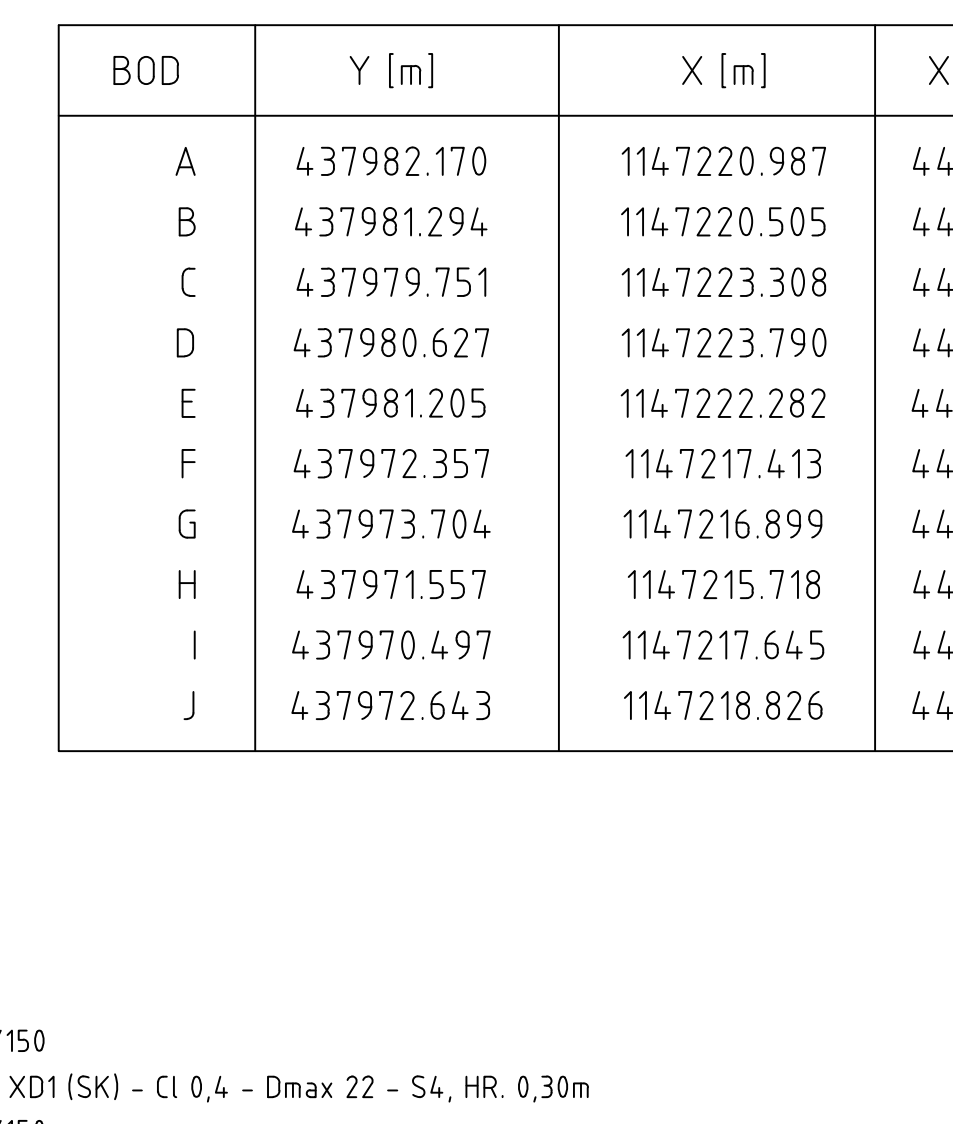 BOD Y [m] X [m] X
A 437982.170 1147220.987 44
B 437981.294 1147220.505 44
C 437979.751 1147223.308 44
D 437980.627 1147223.790 44
E 437981.205 1147222.282 44
F 437972.357 1147217.413 44
G 437973.704 1147216.899 44
H 437971.557 1147215.718 44
I 437970.497 1147217.645 44
J 437972.643 1147218.826 44
/150
XD1 (SK) – Cl 0,4 – Dmax 22 – S4, HR. 0,30m